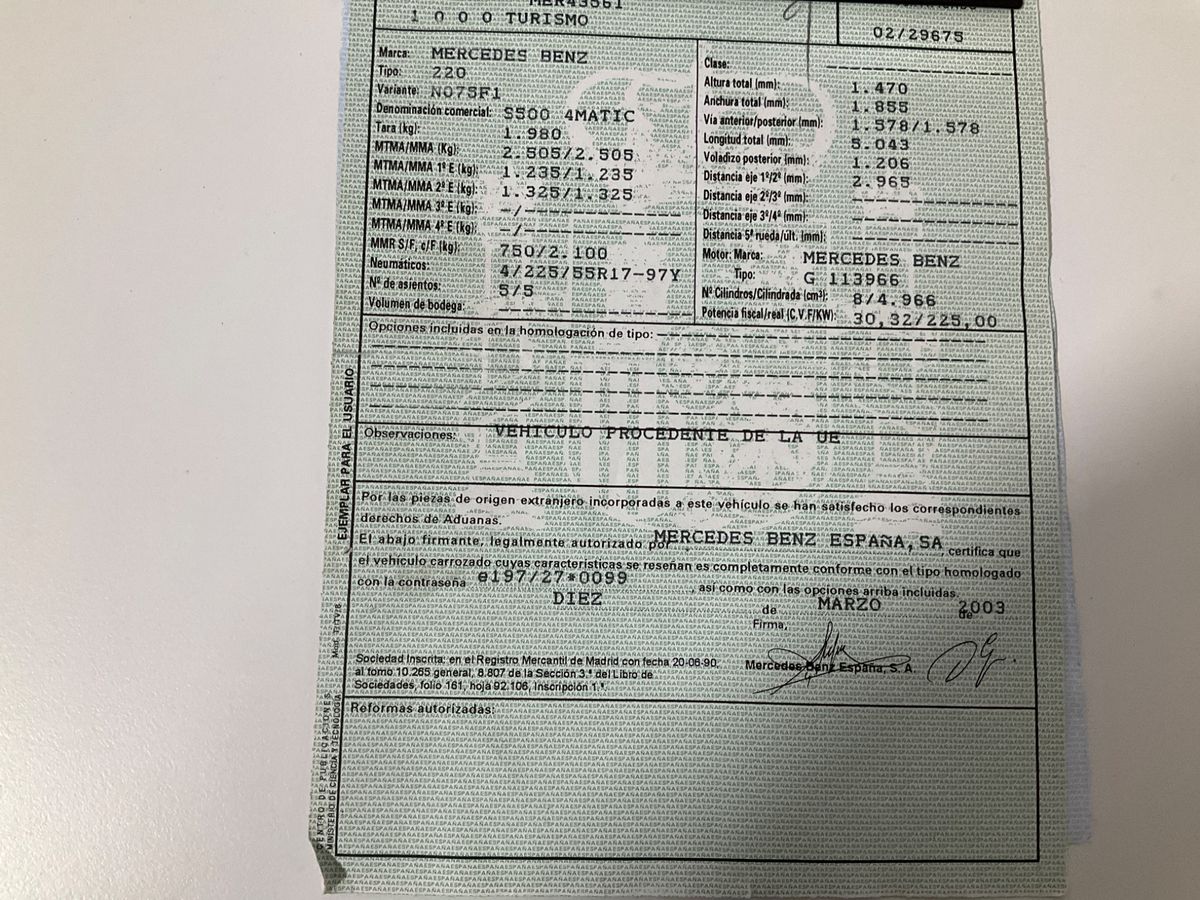 1 0 0 0 TURISMO
02/29675
Marca: MERCEDES BENZ
Tipo: 220
Variante: N075F1
Denominación comercial: S500 4MATIC
Tara (kg): 1.980
MTMA/MMA (Kg): 2.505/2.505
MTMA/MMA 1º E (kg): 1.235/1.235
MTMA/MMA 2º E (kg): 1.325/1.325
MTMA/MMA 3º E (kg): -/-
MTMA/MMA 4º E (kg): -/-
MMR S/F, c/F (kg): 750/2.100
Neumáticos: 4/225/55R17-97Y
Nº de asientos: 5/5
Volumen de bodega:
Clase:
Altura total (mm): 1.470
Anchura total (mm): 1.855
Vía anterior/posterior (mm): 1.578/1.578
Longitud total (mm): 5.043
Voladizo posterior (mm): 1.206
Distancia eje 1º/2º (mm): 2.965
Distancia eje 2º/3º (mm):
Distancia eje 3º/4º (mm):
Distancia 5ª rueda/últ. (mm):
Motor: Marca: MERCEDES BENZ
Tipo: G 113966
Nº Cilindros/Cilindrada (cm³): 8/4.966
Potencia fiscal/real (C.V.F/KW): 30,32/225,00
Opciones incluidas en la homologación de tipo:
Observaciones: VEHICULO PROCEDENTE DE LA UE
Por las piezas de origen extranjero incorporadas a este vehículo se han satisfecho los correspondientes
derechos de Aduanas.
El abajo firmante, legalmente autorizado por MERCEDES BENZ ESPAÑA, SA certifica que
el vehículo carrozado cuyas características se reseñan es completamente conforme con el tipo homologado
con la contraseña e197/27*0099, así como con las opciones arriba incluidas.
DIEZ de MARZO de 2003
Firma,
Mercedes Benz España, S. A.
Sociedad Inscrita: en el Registro Mercantil de Madrid con fecha 20-06-90,
al tomo 10.265 general, 8.807 de la Sección 3.ª del Libro de
Sociedades, folio 161, hoja 92.106, Inscripción 1.ª.
Reformas autorizadas:
EJEMPLAR PARA EL USUARIO
CENTRO DE PUBLICACIONES
MINISTERIO DE CIENCIA Y TECNOLOGÍA